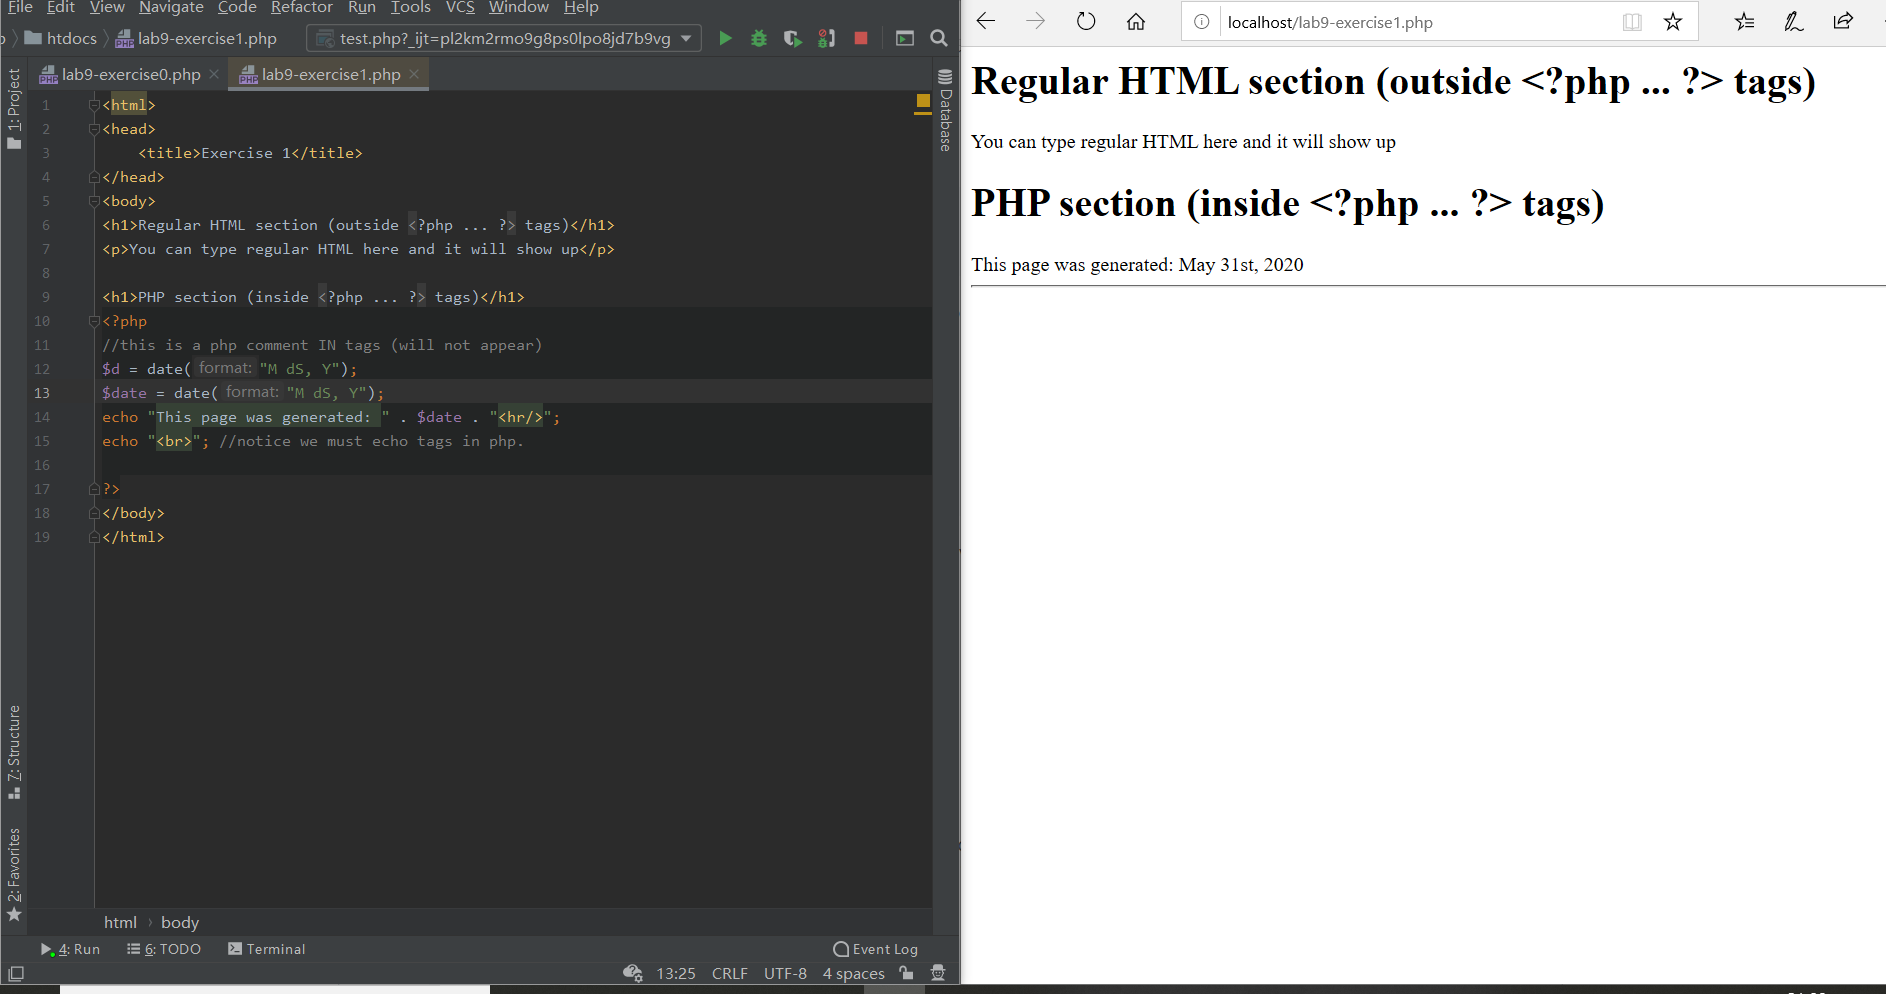 File Edit View Navigate Code Refactor Run Tools VCS Window Help
htdocs lab9-exercise1.php test.php?_ijt=pl2km2rmo9g8ps0lpo8jd7b9vg
lab9-exercise0.php lab9-exercise1.php
1: Project
7: Structure
2: Favorites
Database
1 <html>
2 <head>
3 <title>Exercise 1</title>
4 </head>
5 <body>
6 <h1>Regular HTML section (outside <?php ... ?> tags)</h1>
7 <p>You can type regular HTML here and it will show up</p>
8
9 <h1>PHP section (inside <?php ... ?> tags)</h1>
10 <?php
11 //this is a php comment IN tags (will not appear)
12 $d = date( format: "M dS, Y");
13 $date = date( format: "M dS, Y");
14 echo "This page was generated: " . $date . "<hr/>";
15 echo "<br>"; //notice we must echo tags in php.
16
17 ?>
18 </body>
19 </html>
html › body
4: Run 6: TODO Terminal Event Log
13:25 CRLF UTF-8 4 spaces
localhost/lab9-exercise1.php
Regular HTML section (outside <?php ... ?> tags)
You can type regular HTML here and it will show up
PHP section (inside <?php ... ?> tags)
This page was generated: May 31st, 2020